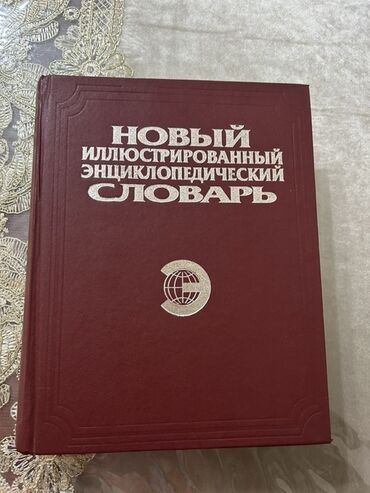 НОВЫЙ
ИЛЛЮСТРИРОВАННЫЙ
ЭНЦИКЛОПЕДИЧЕСКИЙ
СЛОВАРЬ
Э